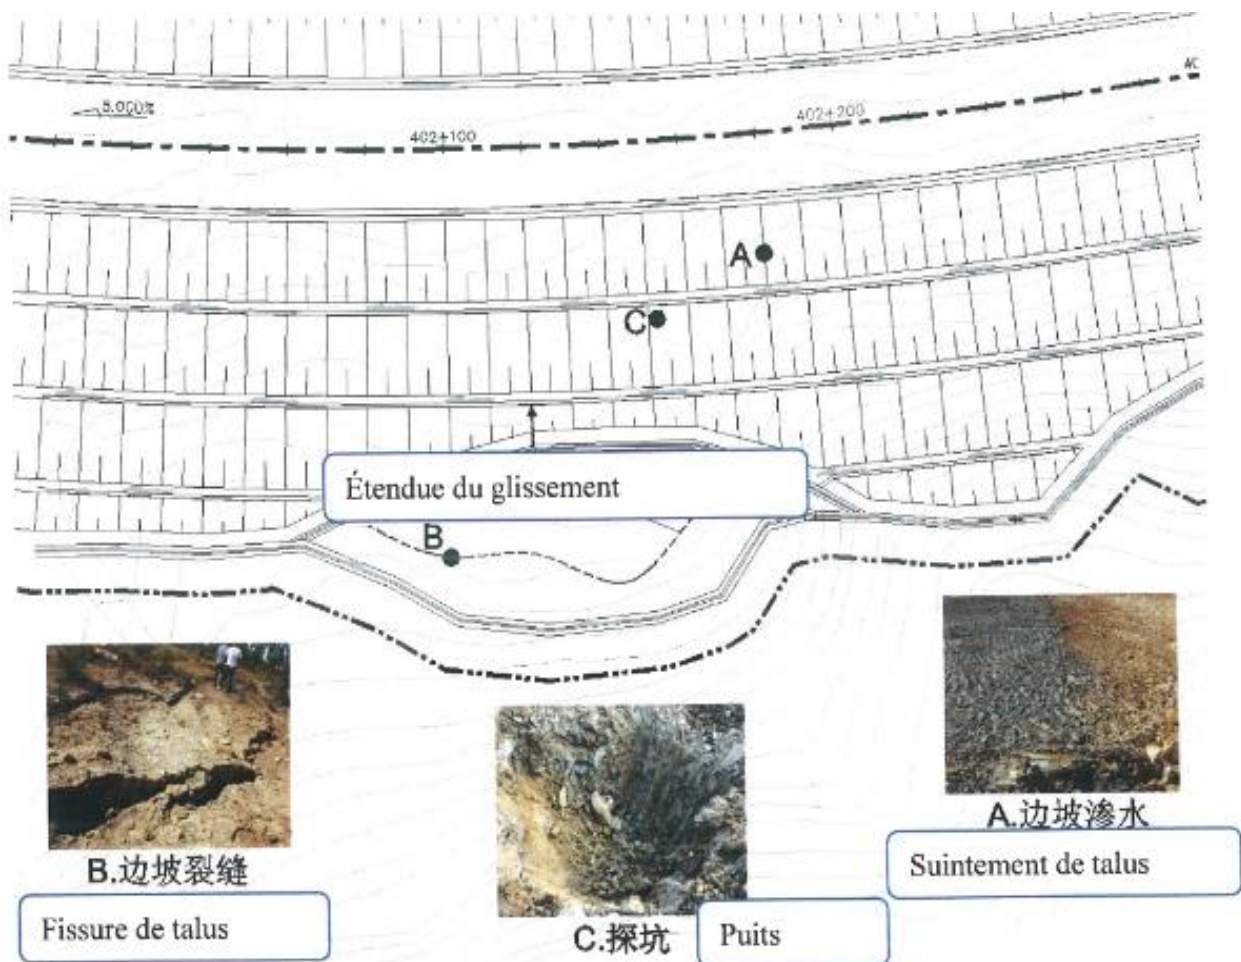 5.000%
402+100
402+200
40
A
C
Étendue du glissement
B
A.边坡渗水
Suintement de talus
B.边坡裂缝
Fissure de talus
C.探坑
Puits